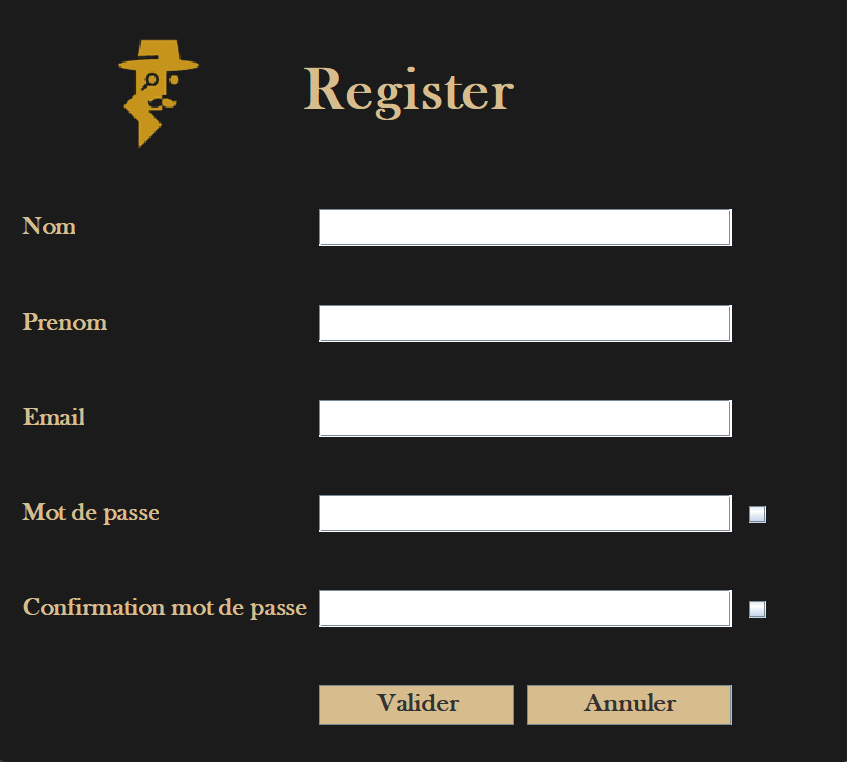 Register
Nom
Prenom
Email
Mot de passe
Confirmation mot de passe
Valider
Annuler